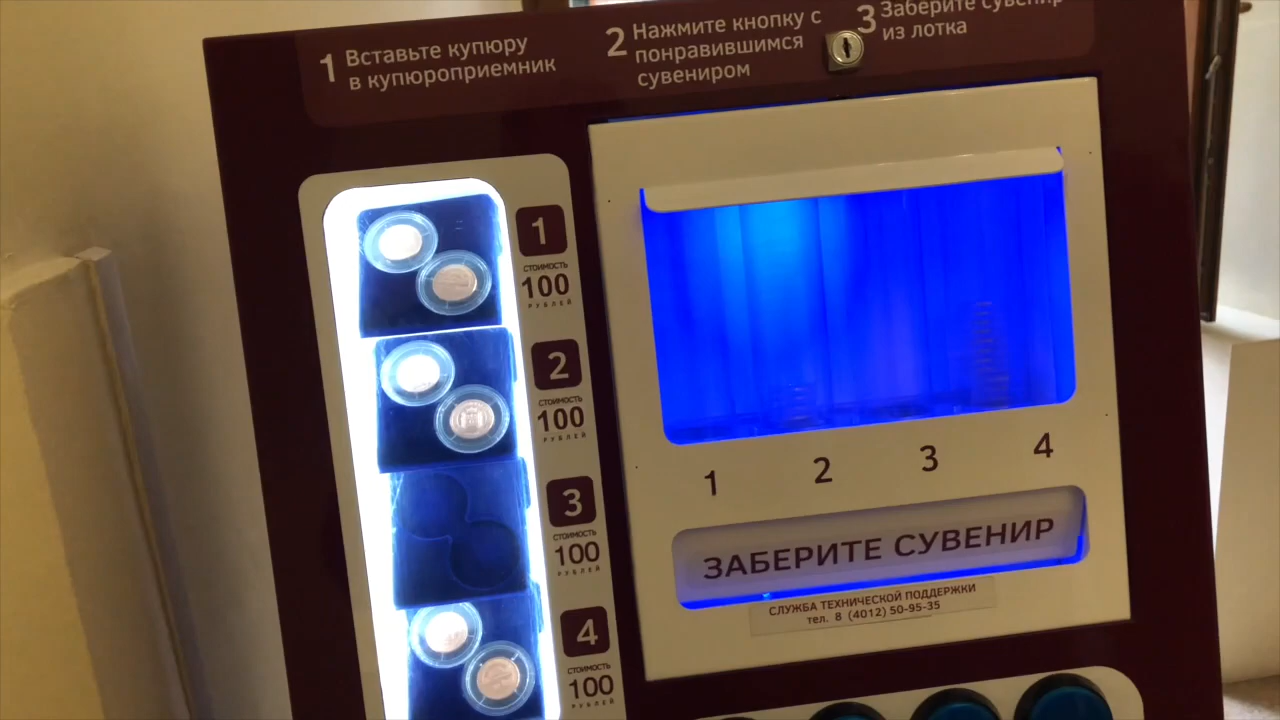 1 Вставьте купюру
в купюроприемник
2 Нажмите кнопку с
понравившимся
сувениром
3 Заберите сувенир
из лотка
1
СТОИМОСТЬ
100
РУБЛЕЙ
2
СТОИМОСТЬ
100
РУБЛЕЙ
3
СТОИМОСТЬ
100
РУБЛЕЙ
4
СТОИМОСТЬ
100
РУБЛЕЙ
1 2 3 4
ЗАБЕРИТЕ СУВЕНИР
СЛУЖБА ТЕХНИЧЕСКОЙ ПОДДЕРЖКИ
тел. 8 (4012) 50-95-35